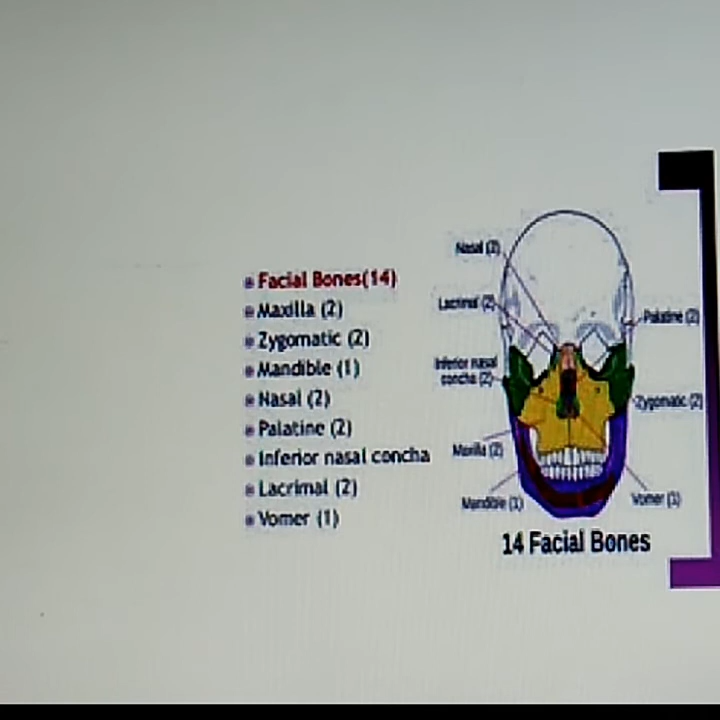 Facial Bones(14)
Maxilla (2)
Zygomatic (2)
Mandible (1)
Nasal (2)
Palatine (2)
Inferior nasal concha
Lacrimal (2)
Vomer (1)
Nasal (2)
Lacrimal (2)
Inferior nasal
concha (2)
Maxilla (2)
Mandible (1)
Palatine (2)
Zygomatic (2)
Vomer (1)
14 Facial Bones